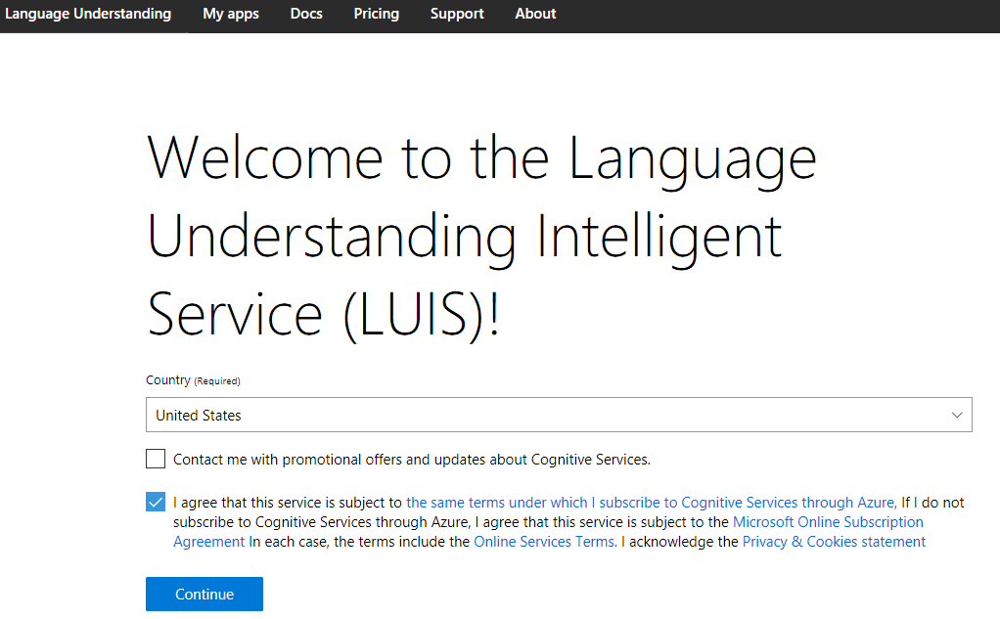 Language Understanding My apps Docs Pricing Support About
Welcome to the Language
Understanding Intelligent
Service (LUIS)!
Country (Required)
United States
Contact me with promotional offers and updates about Cognitive Services.
I agree that this service is subject to the same terms under which I subscribe to Cognitive Services through Azure, If I do not
subscribe to Cognitive Services through Azure, I agree that this service is subject to the Microsoft Online Subscription
Agreement In each case, the terms include the Online Services Terms. I acknowledge the Privacy & Cookies statement
Continue